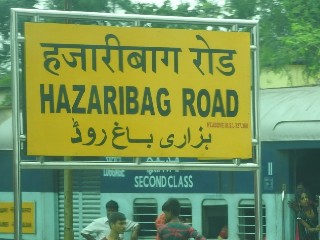 हजारीबाग रोड
HAZARIBAG ROAD
ہزاری باغ روڈ
SECOND CLASS